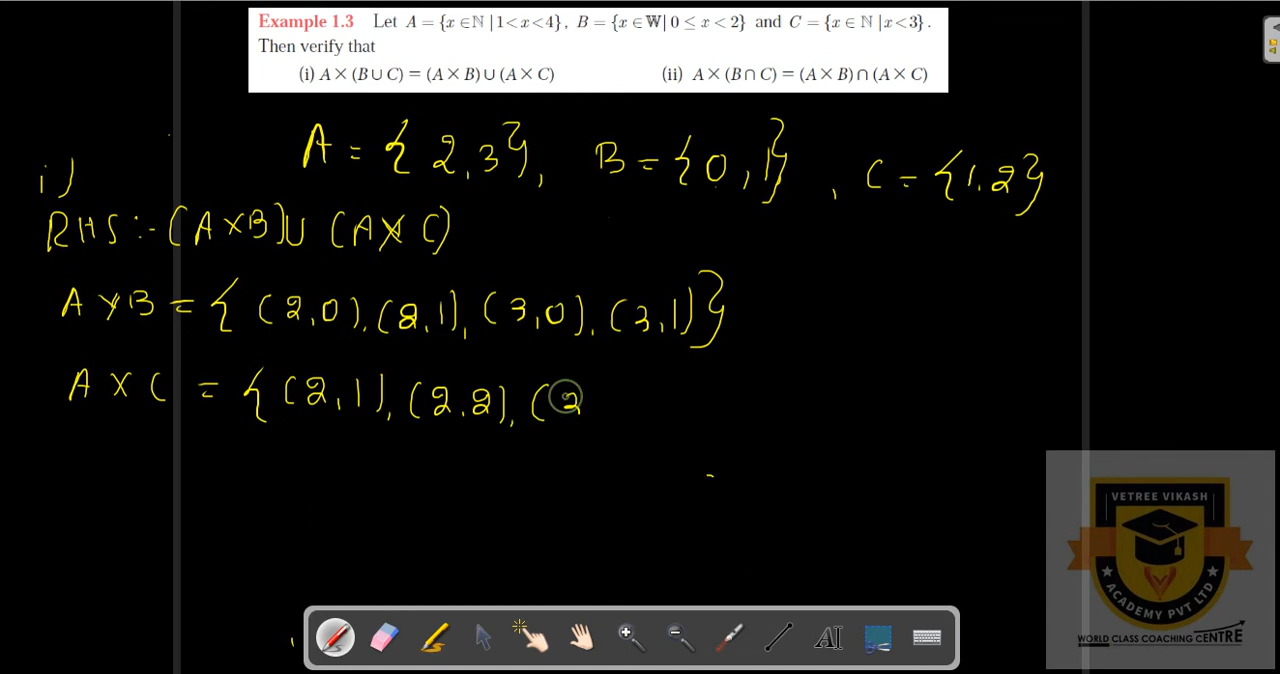 Example 1.3 Let A = {x ∈ ℕ | 1 < x < 4}, B = {x ∈ 𝕎 | 0 ≤ x < 2} and C = {x ∈ ℕ | x < 3}.
Then verify that
(i) A × (B ∪ C) = (A × B) ∪ (A × C) (ii) A × (B ∩ C) = (A × B) ∩ (A × C)
A = { 2, 3 }, B = { 0, 1 }, C = { 1, 2 }
i)
RHS :- (A × B) ∪ (A × C)
A × B = { (2, 0), (2, 1), (3, 0), (3, 1) }
A × C = { (2, 1), (2, 2), (2
VETREE VIKASH
ACADEMY PVT LTD
WORLD CLASS COACHING CENTRE
AI